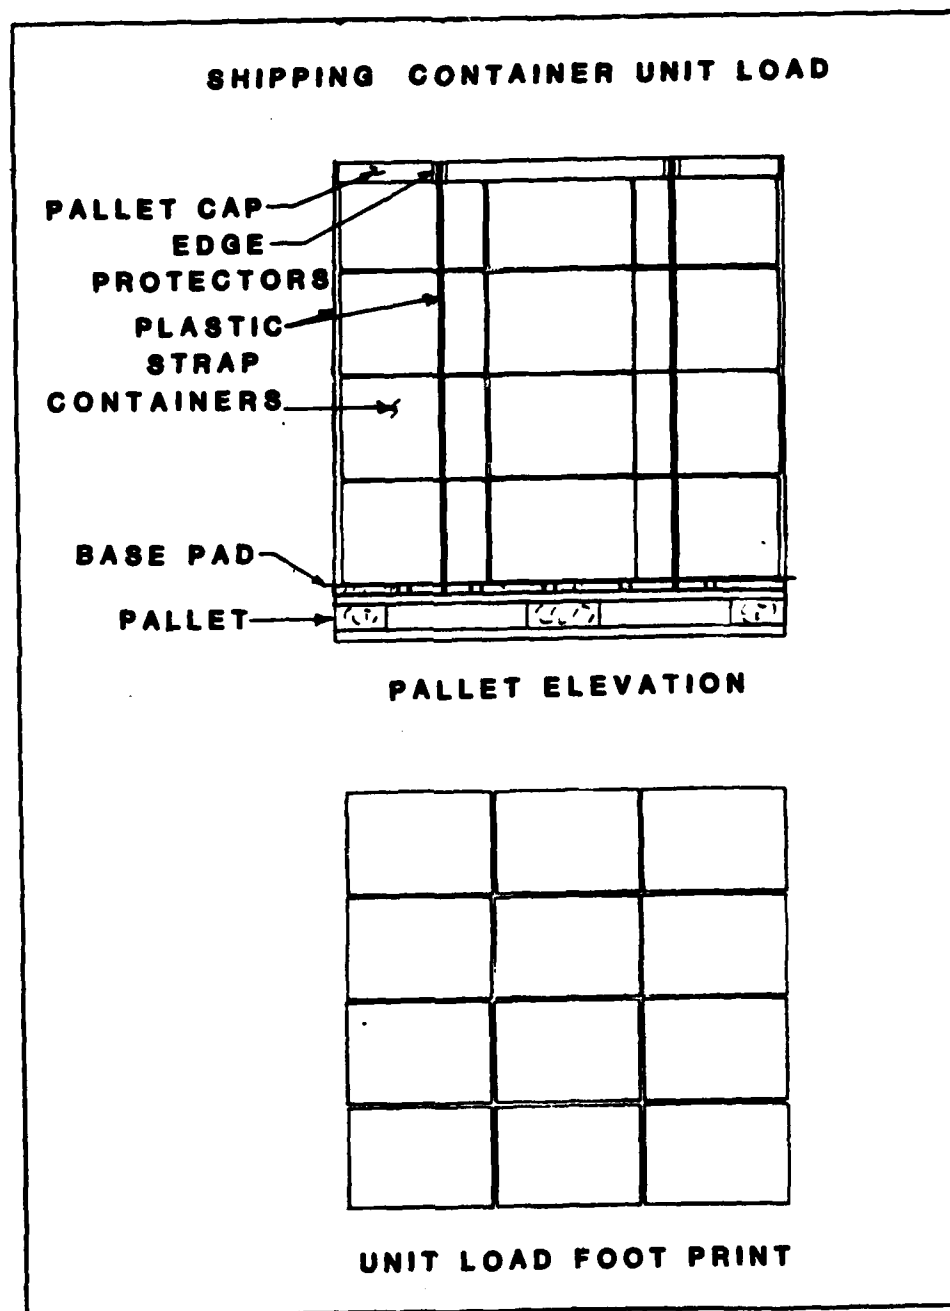 SHIPPING CONTAINER UNIT LOAD
PALLET CAP
EDGE
PROTECTORS
PLASTIC
STRAP
CONTAINERS
BASE PAD
PALLET
PALLET ELEVATION
UNIT LOAD FOOT PRINT